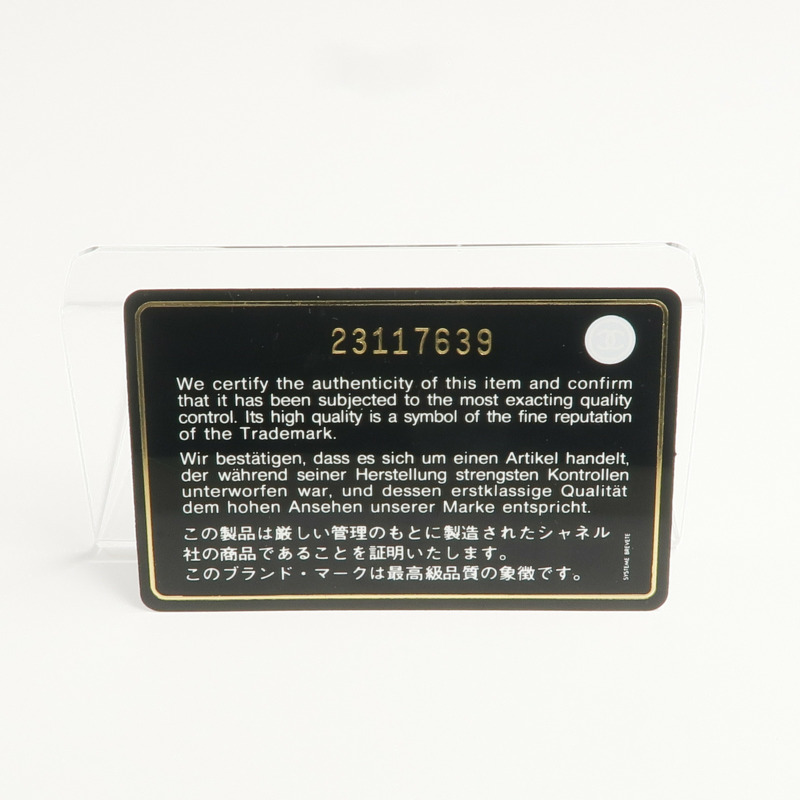 23117639
We certify the authenticity of this item and confirm
that it has been subjected to the most exacting quality
control. Its high quality is a symbol of the fine reputation
of the Trademark.
Wir bestätigen, dass es sich um einen Artikel handelt,
der während seiner Herstellung strengsten Kontrollen
unterworfen war, und dessen erstklassige Qualität
dem hohen Ansehen unserer Marke entspricht.
この製品は厳しい管理のもとに製造されたシャネル
社の商品であることを証明いたします。
このブランド・マークは最高級品質の象徴です。
SYSTEME BREVETE